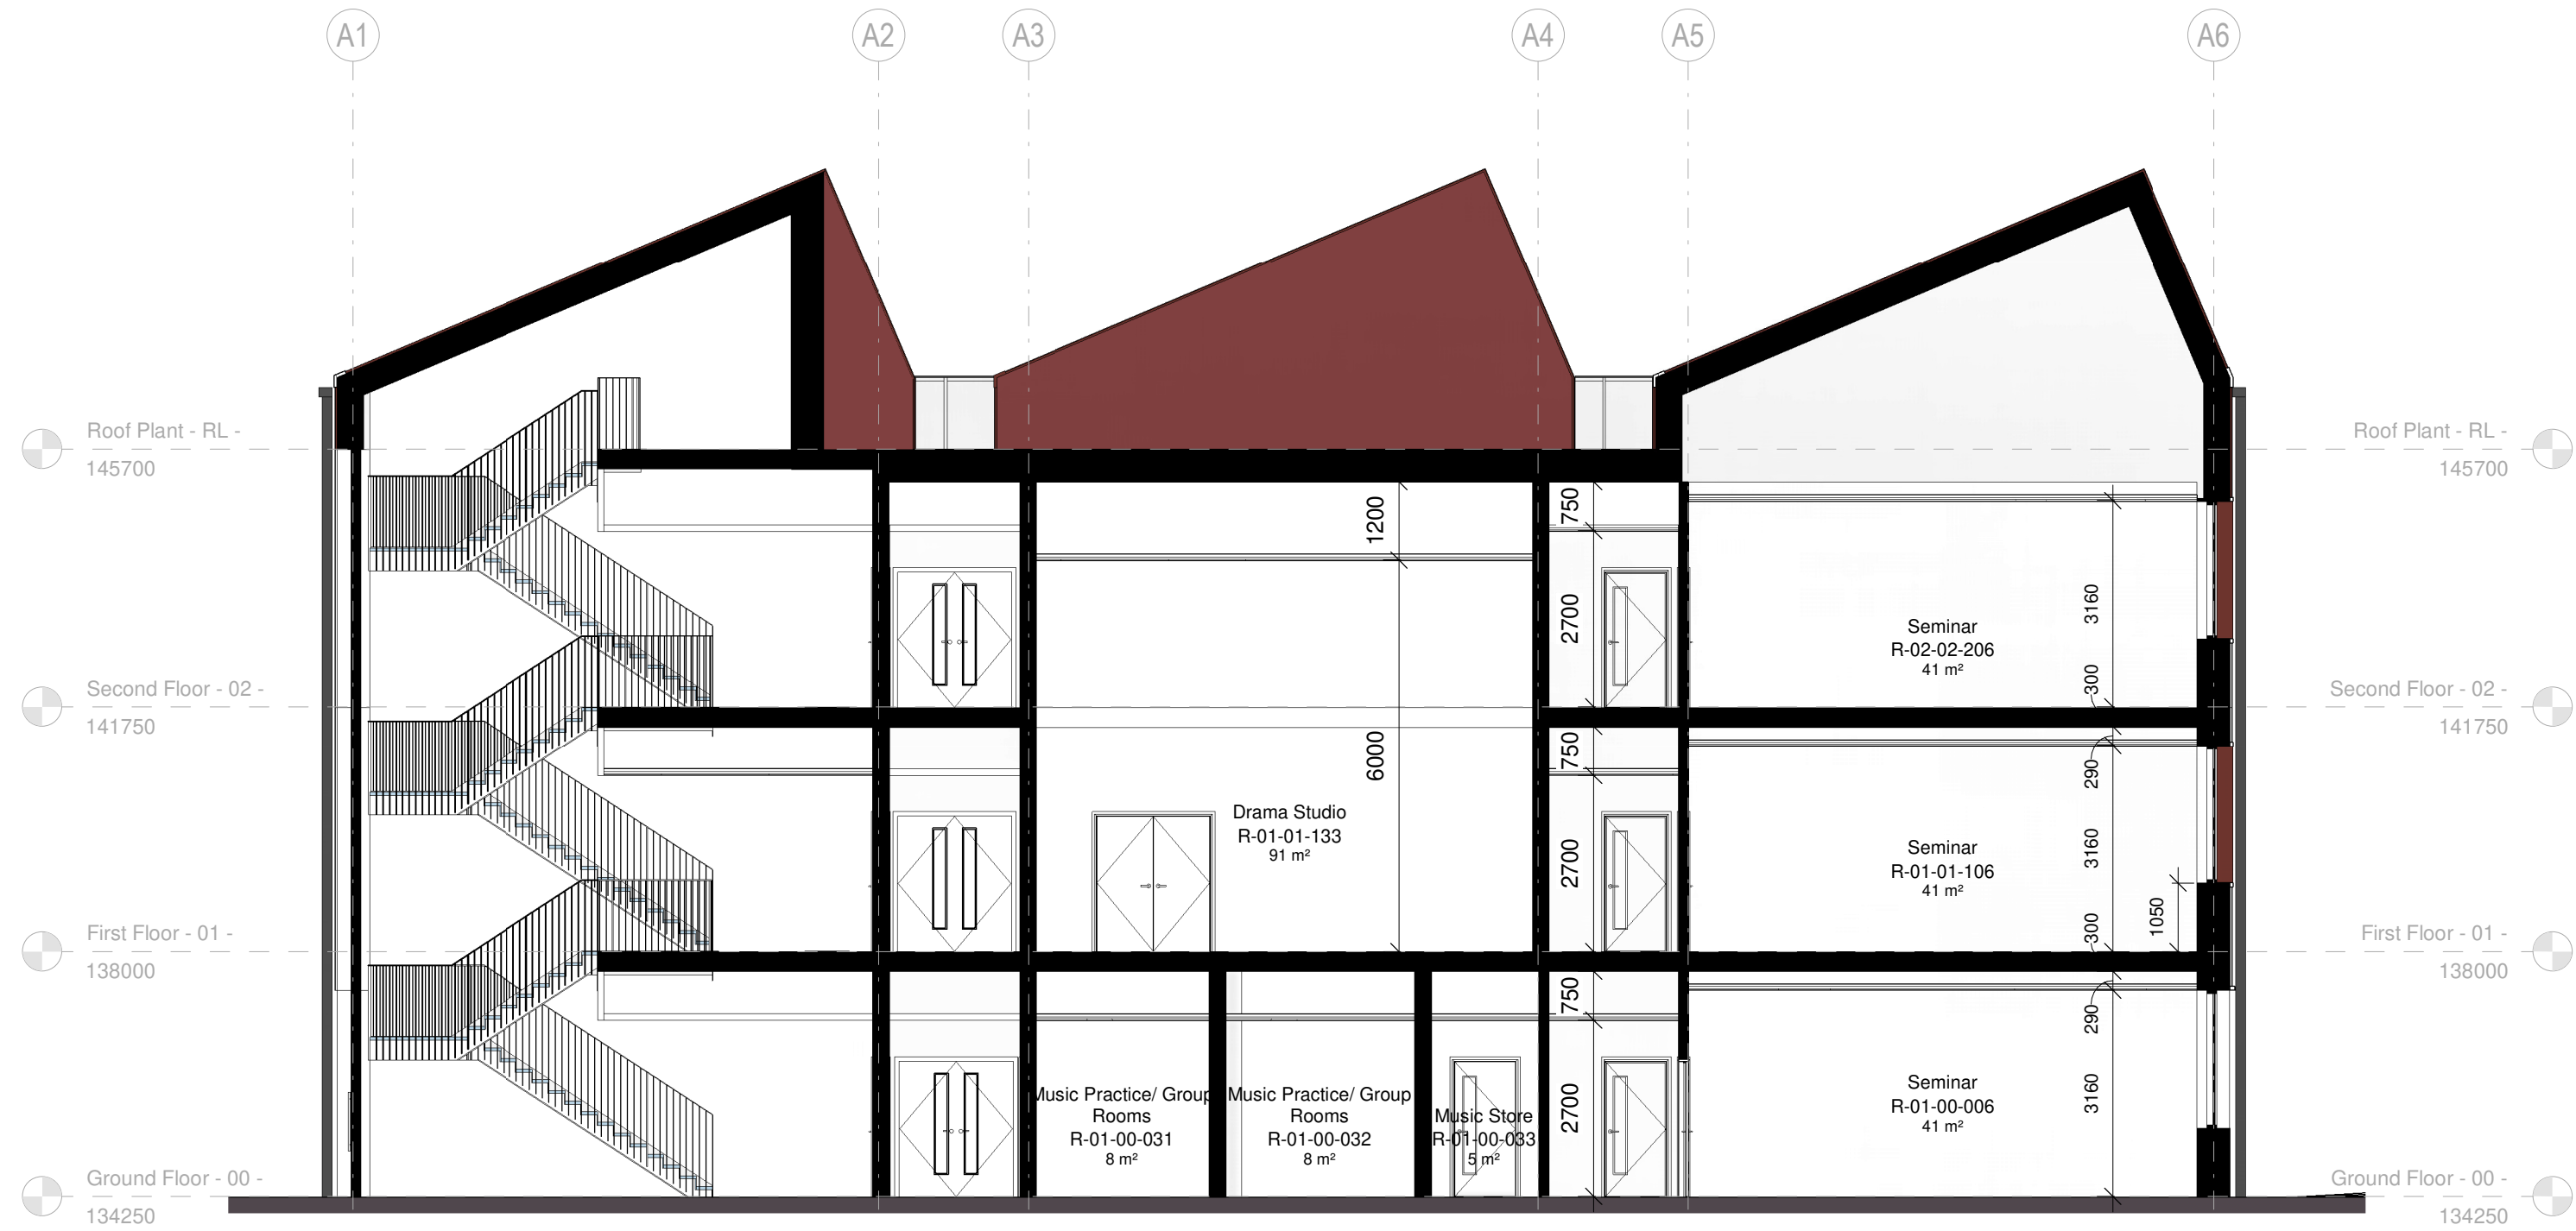 A1
A2
A3
A4
A5
A6
Roof Plant - RL -
145700
Roof Plant - RL -
145700
1200
750
2700
3160
Seminar
R-02-02-206
41 m²
300
Second Floor - 02 -
141750
Second Floor - 02 -
141750
6000
750
290
Drama Studio
R-01-01-133
91 m²
2700
3160
Seminar
R-01-01-106
41 m²
1050
300
First Floor - 01 -
138000
First Floor - 01 -
138000
750
290
Music Practice/ Group
Rooms
R-01-00-031
8 m²
Music Practice/ Group
Rooms
R-01-00-032
8 m²
Music Store
R-01-00-033
5 m²
2700
Seminar
R-01-00-006
41 m²
3160
Ground Floor - 00 -
134250
Ground Floor - 00 -
134250